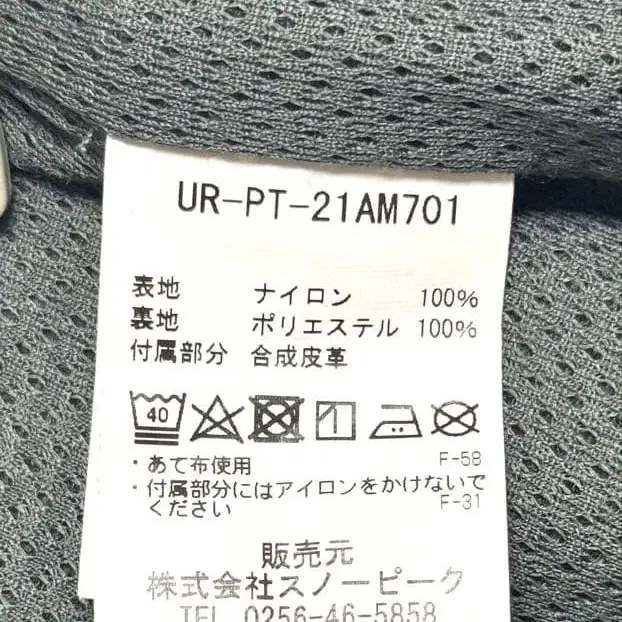 UR-PT-21AM701
表地 ナイロン 100%
裏地 ポリエステル 100%
付属部分 合成皮革
40
・あて布使用 F-58
・付属部分にはアイロンをかけないで
ください F-31
販売元
株式会社スノーピーク
TEL 0256-46-5858